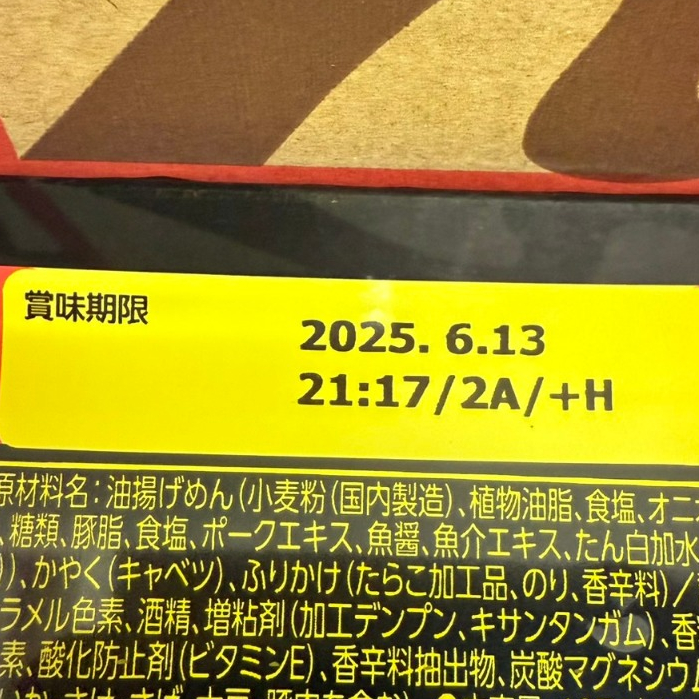 賞味期限
2025. 6.13
21:17/2A/+H
原材料名:油揚げめん(小麦粉(国内製造)、植物油脂、食塩、オニ
、糖類、豚脂、食塩、ポークエキス、魚醤、魚介エキス、たん白加水
)、かやく(キャベツ)、ふりかけ(たらこ加工品、のり、香辛料)/
ラメル色素、酒精、増粘剤(加工デンプン、キサンタンガム)、香
素、酸化防止剤(ビタミンE)、香辛料抽出物、炭酸マグネシウ